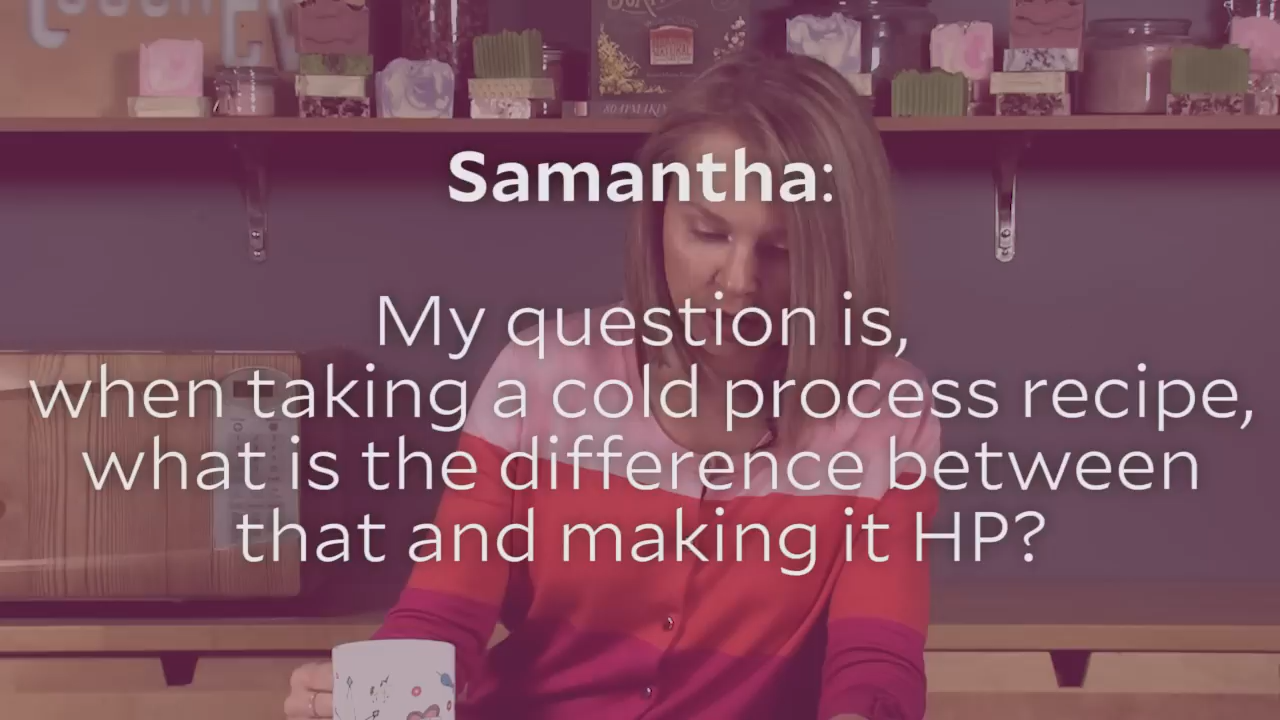 Samantha:
My question is,
when taking a cold process recipe,
what is the difference between
that and making it HP?